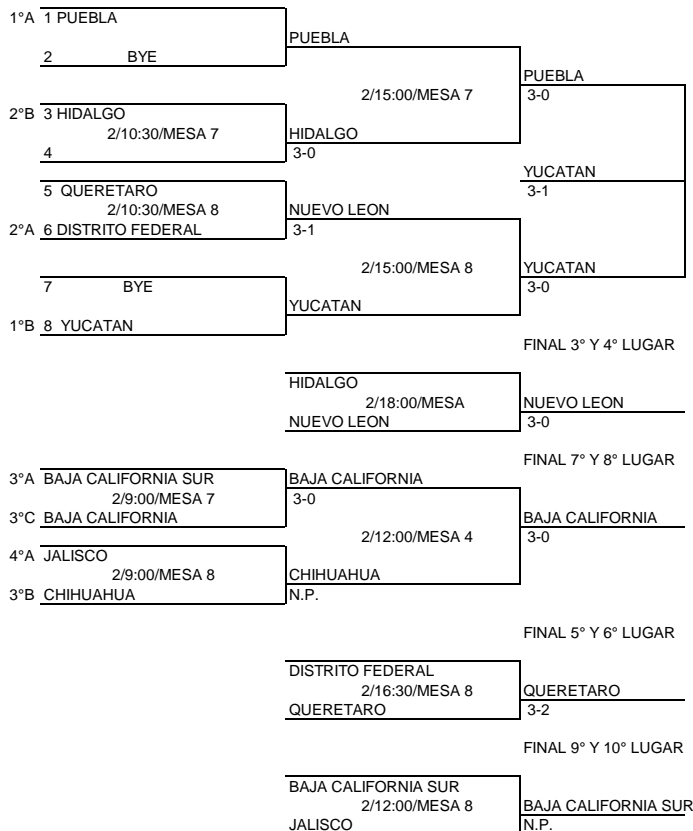 1°A 1 PUEBLA
PUEBLA
2 BYE
PUEBLA
2/15:00/MESA 7 3-0
2°B 3 HIDALGO
2/10:30/MESA 7 HIDALGO
4 3-0
YUCATAN
5 QUERETARO 3-1
2/10:30/MESA 8 NUEVO LEON
2°A 6 DISTRITO FEDERAL 3-1
2/15:00/MESA 8 YUCATAN
7 BYE 3-0
YUCATAN
1°B 8 YUCATAN
FINAL 3° Y 4° LUGAR
HIDALGO
2/18:00/MESA NUEVO LEON
NUEVO LEON 3-0
FINAL 7° Y 8° LUGAR
3°A BAJA CALIFORNIA SUR BAJA CALIFORNIA
2/9:00/MESA 7 3-0
3°C BAJA CALIFORNIA BAJA CALIFORNIA
2/12:00/MESA 4 3-0
4°A JALISCO
2/9:00/MESA 8 CHIHUAHUA
3°B CHIHUAHUA N.P.
FINAL 5° Y 6° LUGAR
DISTRITO FEDERAL
2/16:30/MESA 8 QUERETARO
QUERETARO 3-2
FINAL 9° Y 10° LUGAR
BAJA CALIFORNIA SUR
2/12:00/MESA 8 BAJA CALIFORNIA SUR
JALISCO N.P.